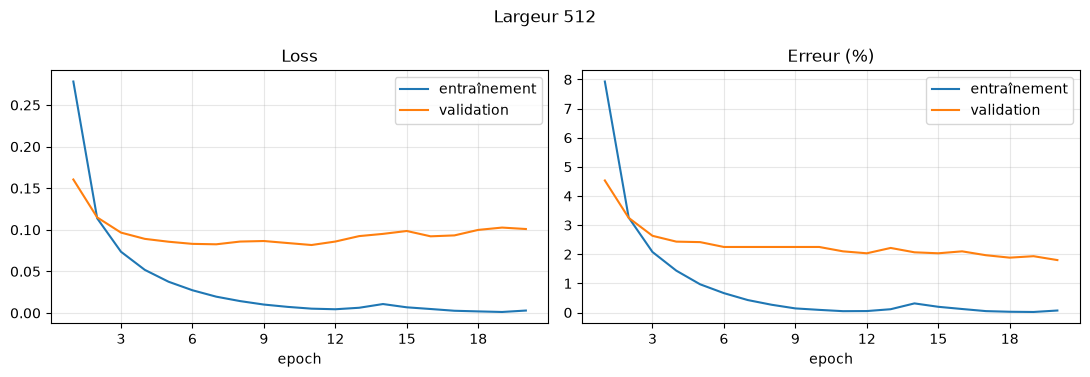 Largeur 512
Loss
entraînement
validation
0.25
0.20
0.15
0.10
0.05
0.00
3 6 9 12 15 18
epoch
Erreur (%)
entraînement
validation
8
7
6
5
4
3
2
1
0
3 6 9 12 15 18
epoch